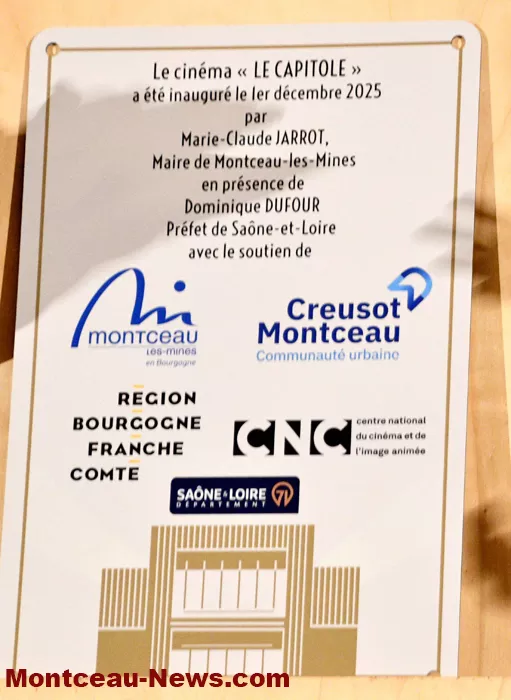 Le cinéma « LE CAPITOLE »
a été inauguré le 1er décembre 2025
par
Marie-Claude JARROT,
Maire de Montceau-les-Mines
en présence de
Dominique DUFOUR
Préfet de Saône-et-Loire
avec le soutien de
MONTCEAU
LES-MINES
en Bourgogne
Creusot
Montceau
Communauté urbaine
RÉGION
BOURGOGNE
FRANCHE
COMTE
CNC
centre national
du cinéma et de
l'image animée
SAÔNE & LOIRE 71
DÉPARTEMENT
Montceau-News.com